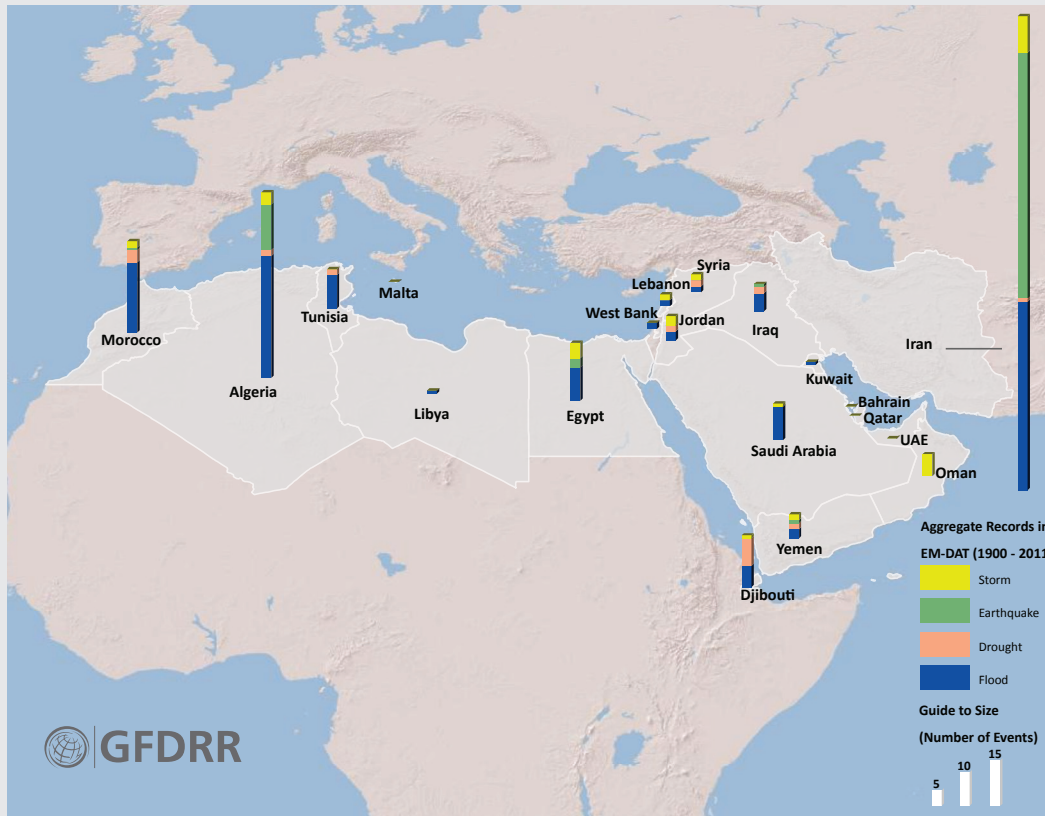 Syria
Lebanon
Malta
West Bank
Tunisia
Jordan
Iraq
Morocco
Iran
Kuwait
Algeria
Bahrain
Libya
Egypt
Qatar
UAE
Saudi Arabia
Oman
Yemen
Djibouti
Aggregate Records in
EM-DAT (1900 - 2011
Storm
Earthquake
Drought
Flood
Guide to Size
(Number of Events)
15
10
5
GFDRR